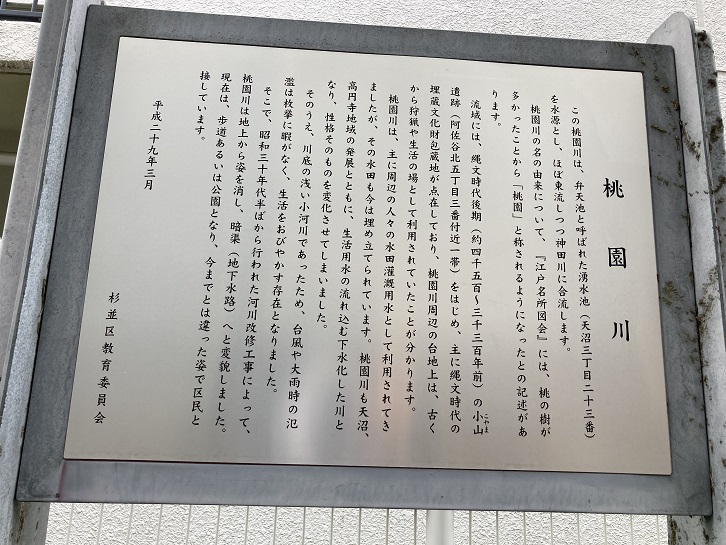 桃園川
この桃園川は、弁天池と呼ばれた湧水池（天沼三丁目二十三番）
を水源とし、ほぼ東流しつつ神田川に合流します。
桃園川の名の由来について、『江戸名所図会』には、桃の樹が
多かったことから「桃園」と称されるようになったとの記述があ
ります。
流域には、縄文時代後期（約四千五百～三千三百年前）の小山
こやま
遺跡（阿佐谷北五丁目三番付近一帯）をはじめ、主に縄文時代の
埋蔵文化財包蔵地が点在しており、桃園川周辺の台地上は、古く
から狩猟や生活の場として利用されていたことが分かります。
桃園川は、主に周辺の人々の水田灌漑用水として利用されてき
ましたが、その水田も今は埋め立てられています。桃園川も天沼、
高円寺地域の発展とともに、生活用水の流れ込む下水化した川と
なり、性格そのものを変化させてしまいました。
そのうえ、川底の浅い小河川であったため、台風や大雨時の氾
濫は枚挙に暇がなく、生活をおびやかす存在となりました。
そこで、昭和三十年代半ばから行われた河川改修工事によって、
桃園川は地上から姿を消し、暗渠（地下水路）へと変貌しました。
現在は、歩道あるいは公園となり、今までとは違った姿で区民と
接しています。
平成二十九年三月
杉並区教育委員会